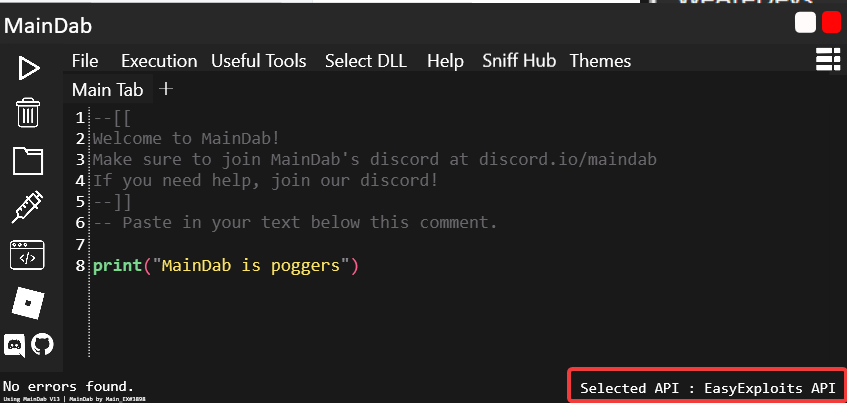 MainDab
File Execution Useful Tools Select DLL Help Sniff Hub Themes
Main Tab +
1 --[[
2 Welcome to MainDab!
3 Make sure to join MainDab's discord at discord.io/maindab
4 If you need help, join our discord!
5 --]]
6 -- Paste in your text below this comment.
7
8 print("MainDab is poggers")
No errors found.
Selected API : EasyExploits API
Using MainDab V13 | MainDab by Main_EX#3898